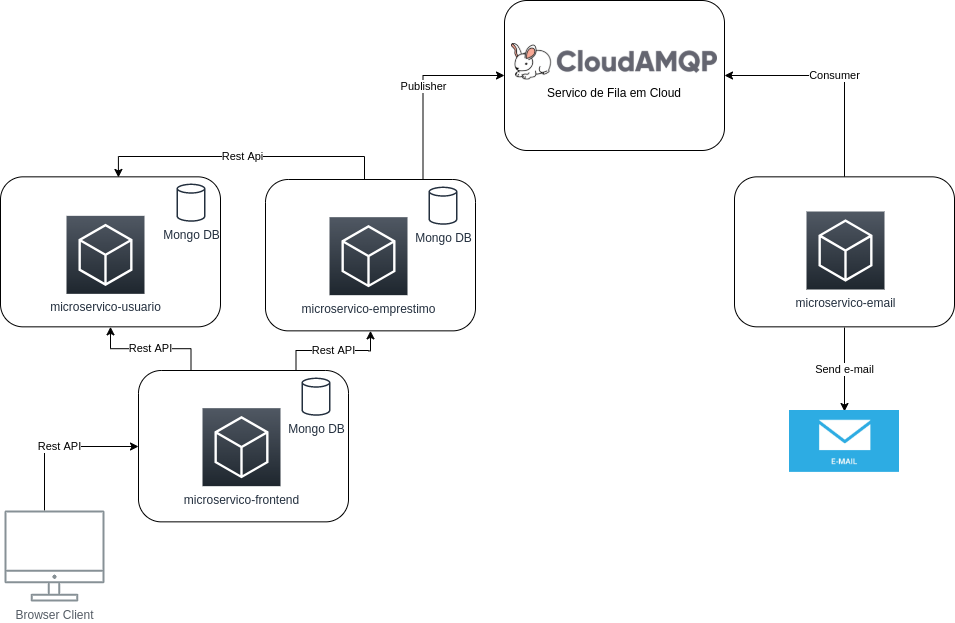 CloudAMQP
Servico de Fila em Cloud
Publisher
Consumer
Rest Api
Mongo DB
microservico-usuario
Mongo DB
microservico-emprestimo
microservico-email
Rest API
Rest API
Send e-mail
Mongo DB
microservico-frontend
E-MAIL
Rest API
Browser Client